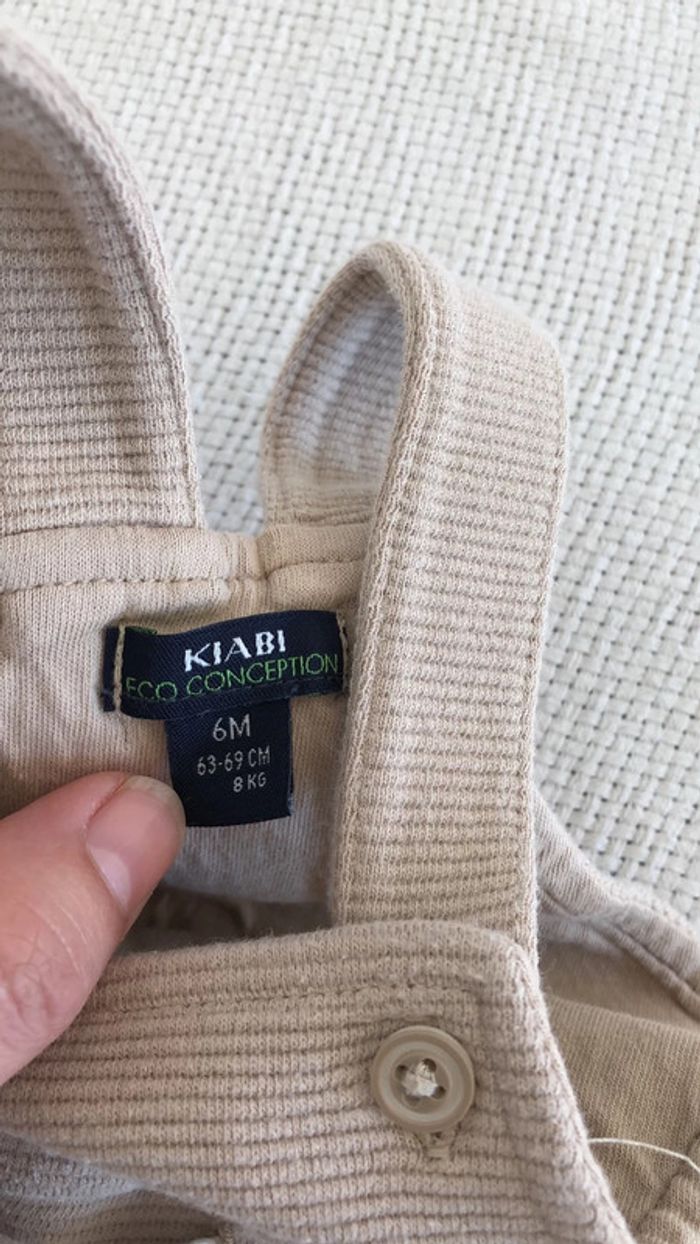 KIABI
ECO CONCEPTION
6M
63-69 CM
8 KG